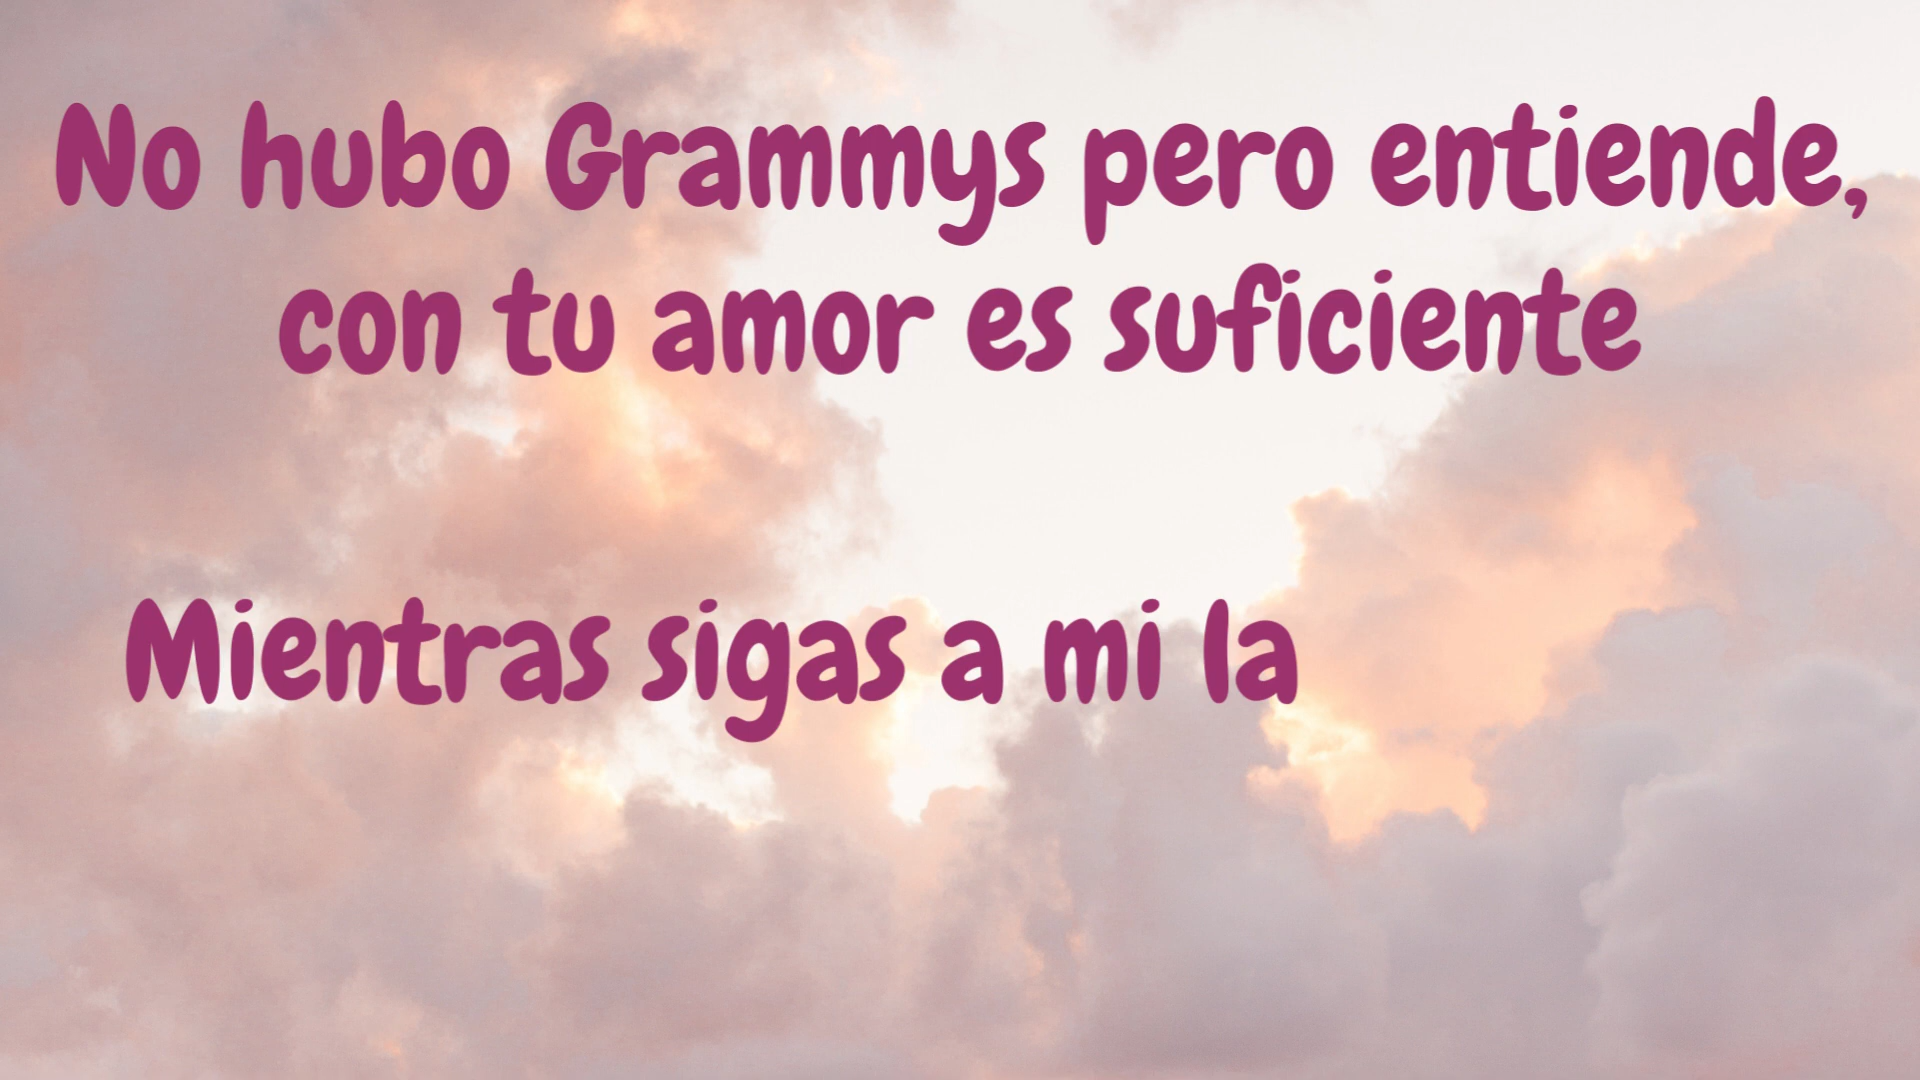 No hubo Grammys pero entiende,
con tu amor es suficiente
Mientras sigas a mi la